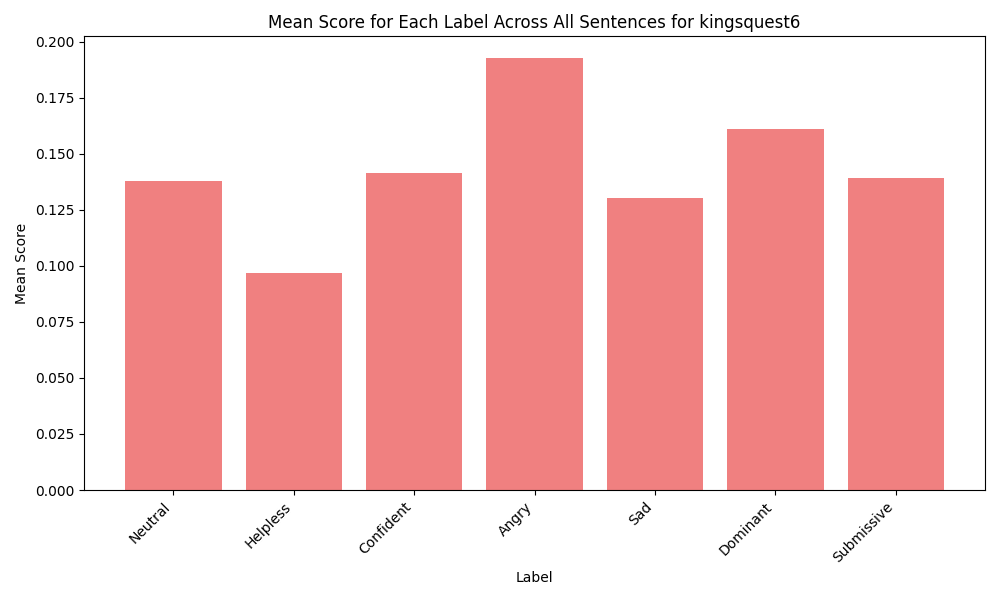 Mean Score for Each Label Across All Sentences for kingsquest6
0.200
0.175
0.150
0.125
0.100
0.075
0.050
0.025
0.000
Mean Score
Neutral
Helpless
Confident
Angry
Sad
Dominant
Submissive
Label